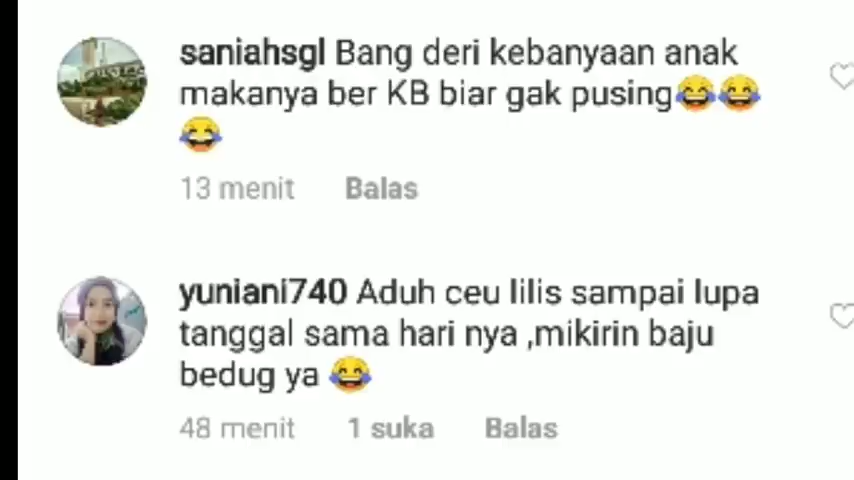 saniahsgl Bang deri kebanyaan anak
makanya ber KB biar gak pusing😂😂
😂
13 menit Balas
yuniani740 Aduh ceu lilis sampai lupa
tanggal sama hari nya ,mikirin baju
bedug ya 😂
48 menit 1 suka Balas